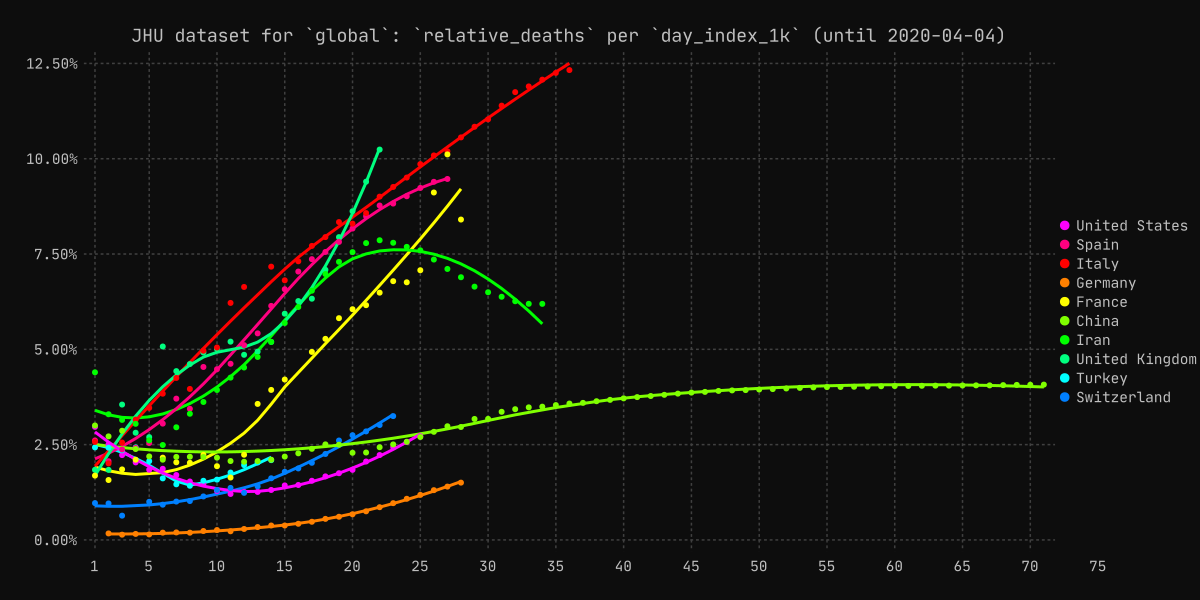 JHU dataset for `global`: `relative_deaths` per `day_index_1k` (until 2020-04-04)
12.50%
10.00%
7.50%
5.00%
2.50%
0.00%
1 5 10 15 20 25 30 35 40 45 50 55 60 65 70 75
United States
Spain
Italy
Germany
France
China
Iran
United Kingdom
Turkey
Switzerland